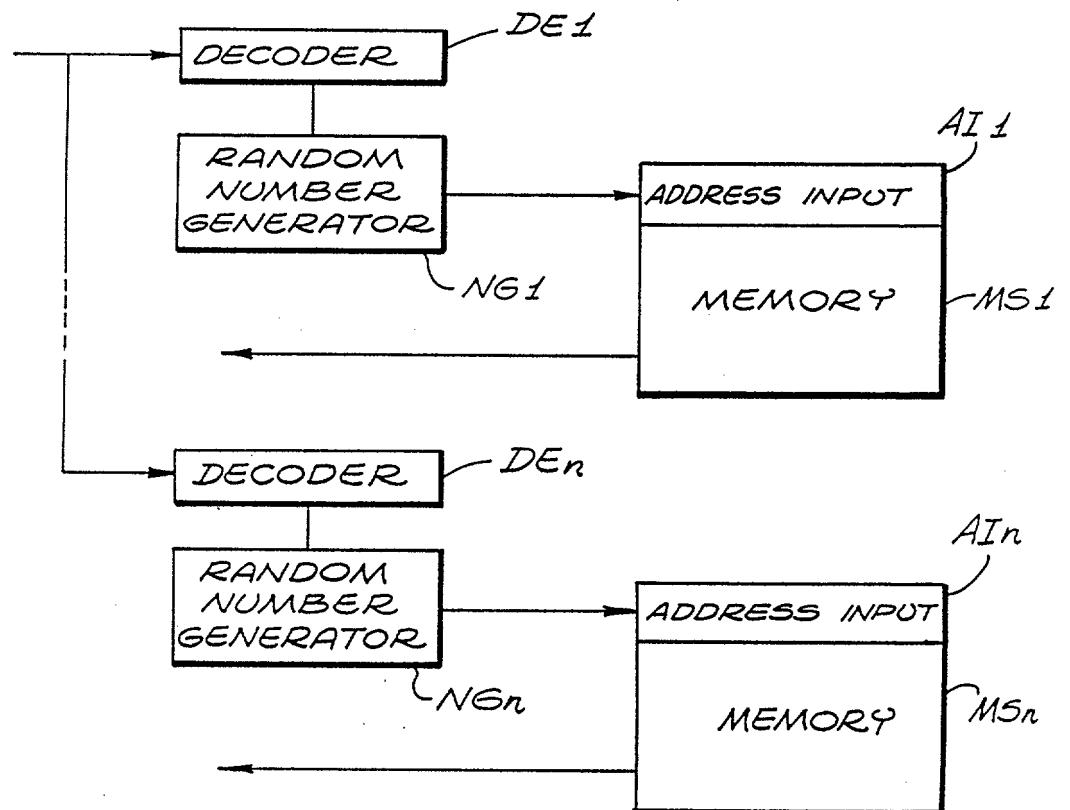 DE1
DECODER
RANDOM
NUMBER
GENERATOR
NG1
AI1
ADDRESS INPUT
MEMORY
MS1
DEn
DECODER
RANDOM
NUMBER
GENERATOR
NGn
AIn
ADDRESS INPUT
MEMORY
MSn